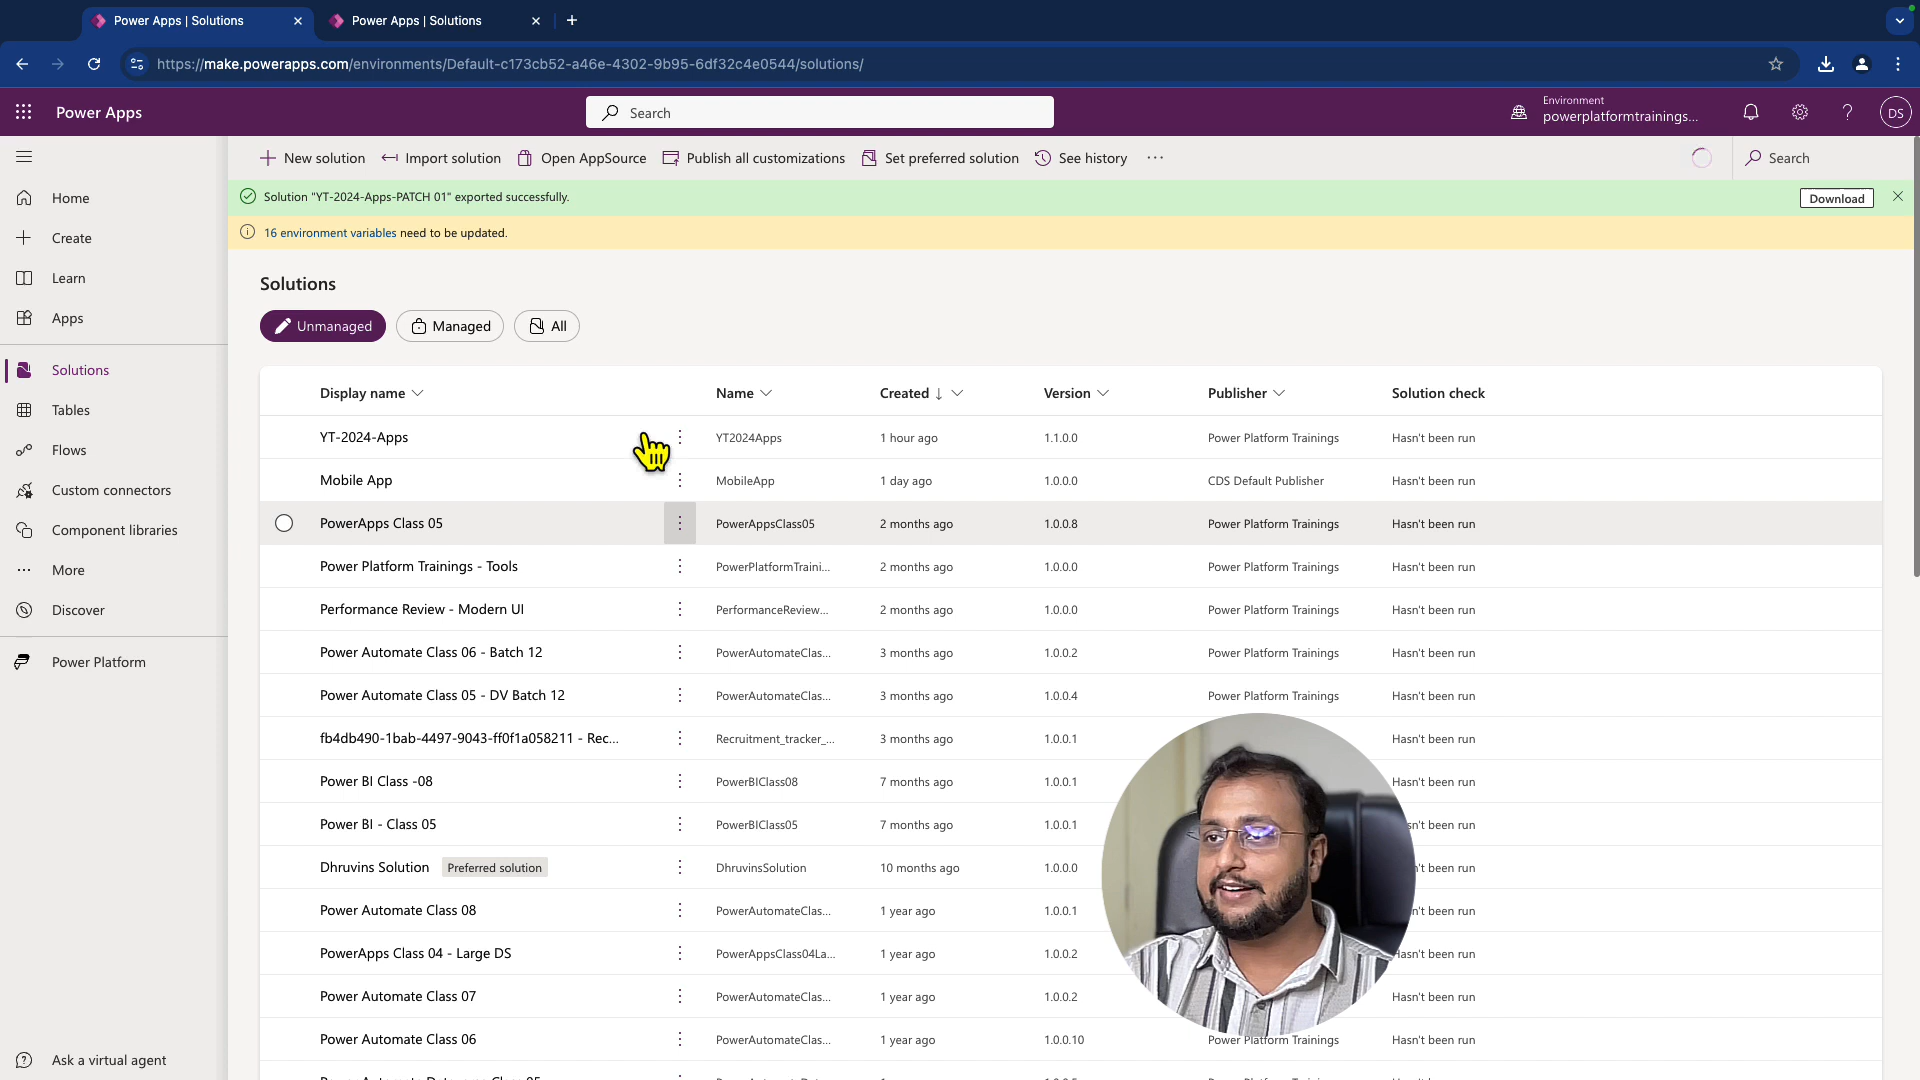 Power Apps | Solutions
Power Apps | Solutions
https://make.powerapps.com/environments/Default-c173cb52-a46e-4302-9b95-6df32c4e0544/solutions/
Power Apps
Search
Environment
powerplatformtrainings...
DS
New solution
Import solution
Open AppSource
Publish all customizations
Set preferred solution
See history
Search
Home
Create
Learn
Apps
Solutions
Tables
Flows
Custom connectors
Component libraries
More
Discover
Power Platform
Ask a virtual agent
Solution "YT-2024-Apps-PATCH 01" exported successfully.
Download
16 environment variables need to be updated.
Solutions
Unmanaged
Managed
All
Display name Name Created Version Publisher Solution check
YT-2024-Apps YT2024Apps 1 hour ago 1.1.0.0 Power Platform Trainings Hasn't been run
Mobile App MobileApp 1 day ago 1.0.0.0 CDS Default Publisher Hasn't been run
PowerApps Class 05 PowerAppsClass05 2 months ago 1.0.0.8 Power Platform Trainings Hasn't been run
Power Platform Trainings - Tools PowerPlatformTraini... 2 months ago 1.0.0.0 Power Platform Trainings Hasn't been run
Performance Review - Modern UI PerformanceReview... 2 months ago 1.0.0.0 Power Platform Trainings Hasn't been run
Power Automate Class 06 - Batch 12 PowerAutomateClas... 3 months ago 1.0.0.2 Power Platform Trainings Hasn't been run
Power Automate Class 05 - DV Batch 12 PowerAutomateClas... 3 months ago 1.0.0.4 Power Platform Trainings Hasn't been run
fb4db490-1bab-4497-9043-ff0f1a058211 - Rec... Recruitment_tracker_... 3 months ago 1.0.0.1 Hasn't been run
Power BI Class -08 PowerBIClass08 7 months ago 1.0.0.1 Hasn't been run
Power BI - Class 05 PowerBIClass05 7 months ago 1.0.0.1 been run
Dhruvins Solution Preferred solution DhruvinsSolution 10 months ago 1.0.0.0 been run
Power Automate Class 08 PowerAutomateClas... 1 year ago 1.0.0.1 been run
PowerApps Class 04 - Large DS PowerAppsClass04La... 1 year ago 1.0.0.2 Hasn't been run
Power Automate Class 07 PowerAutomateClas... 1 year ago 1.0.0.2 Hasn't been run
Power Automate Class 06 PowerAutomateClas... 1 year ago 1.0.0.10 Power Platform Trainings Hasn't been run